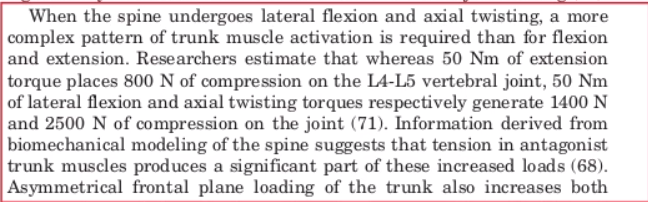 When the spine undergoes lateral flexion and axial twisting, a more
complex pattern of trunk muscle activation is required than for flexion
and extension. Researchers estimate that whereas 50 Nm of extension
torque places 800 N of compression on the L4-L5 vertebral joint, 50 Nm
of lateral flexion and axial twisting torques respectively generate 1400 N
and 2500 N of compression on the joint (71). Information derived from
biomechanical modeling of the spine suggests that tension in antagonist
trunk muscles produces a significant part of these increased loads (68).
Asymmetrical frontal plane loading of the trunk also increases both